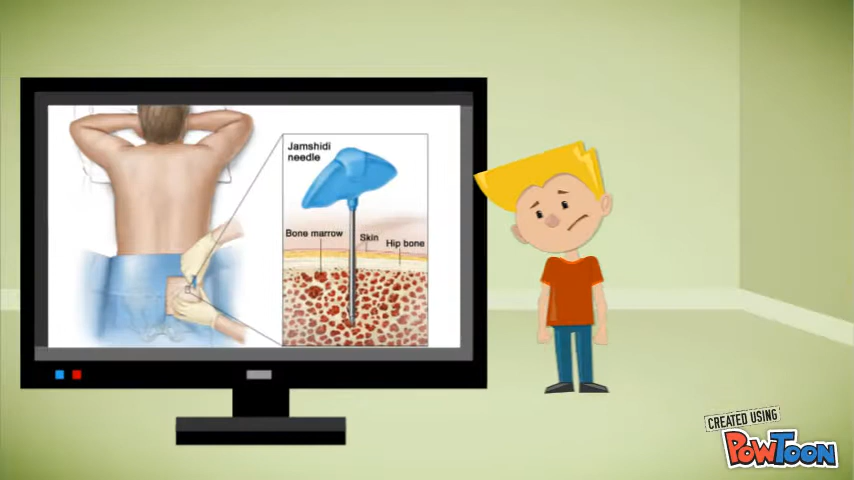 Jamshidi
needle
Bone marrow
Skin
Hip bone
CREATED USING
POWTOON